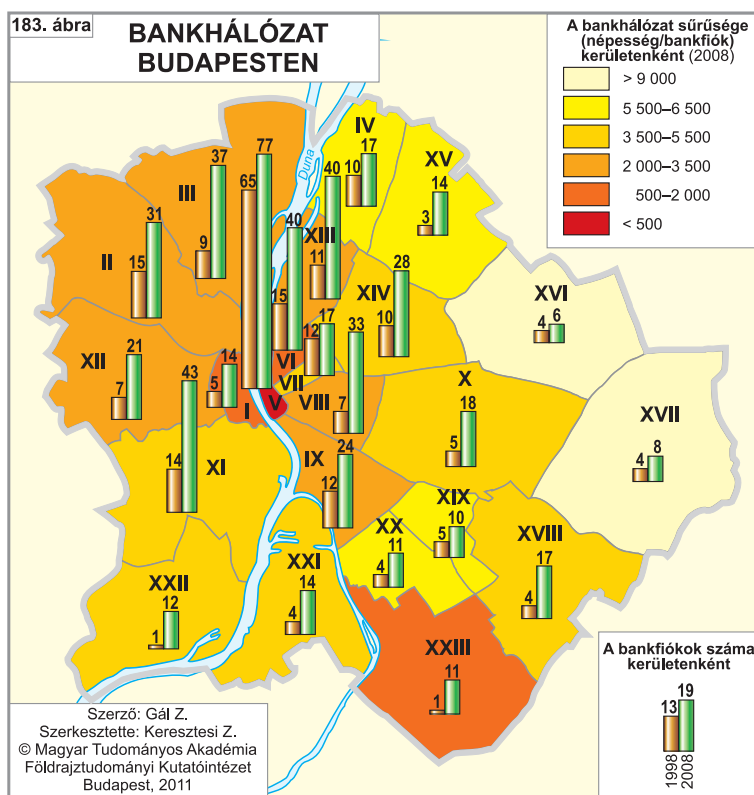 183. ábra
BANKHÁLÓZAT
BUDAPESTEN
A bankhálózat sűrűsége
(népesség/bankfiók)
kerületenként (2008)
> 9 000
5 500–6 500
3 500–5 500
2 000–3 500
500–2 000
< 500
Duna
IV
10 17
XV
3 14
III
9 37
65 77
II
15 31
XIII
11 40
15 40
XIV
10 28
XVI
4 6
XII
7 21
I
5 14
VI
12 17
VII
V
VIII
7 33
X
5 18
XVII
4 8
XI
14 43
IX
12 24
XIX
5 10
XX
4 11
XVIII
4 17
XXII
1 12
XXI
4 14
XXIII
1 11
A bankfiókok száma
kerületenként
13 19
1998 2008
Szerző: Gál Z.
Szerkesztette: Keresztesi Z.
© Magyar Tudományos Akadémia
Földrajztudományi Kutatóintézet
Budapest, 2011